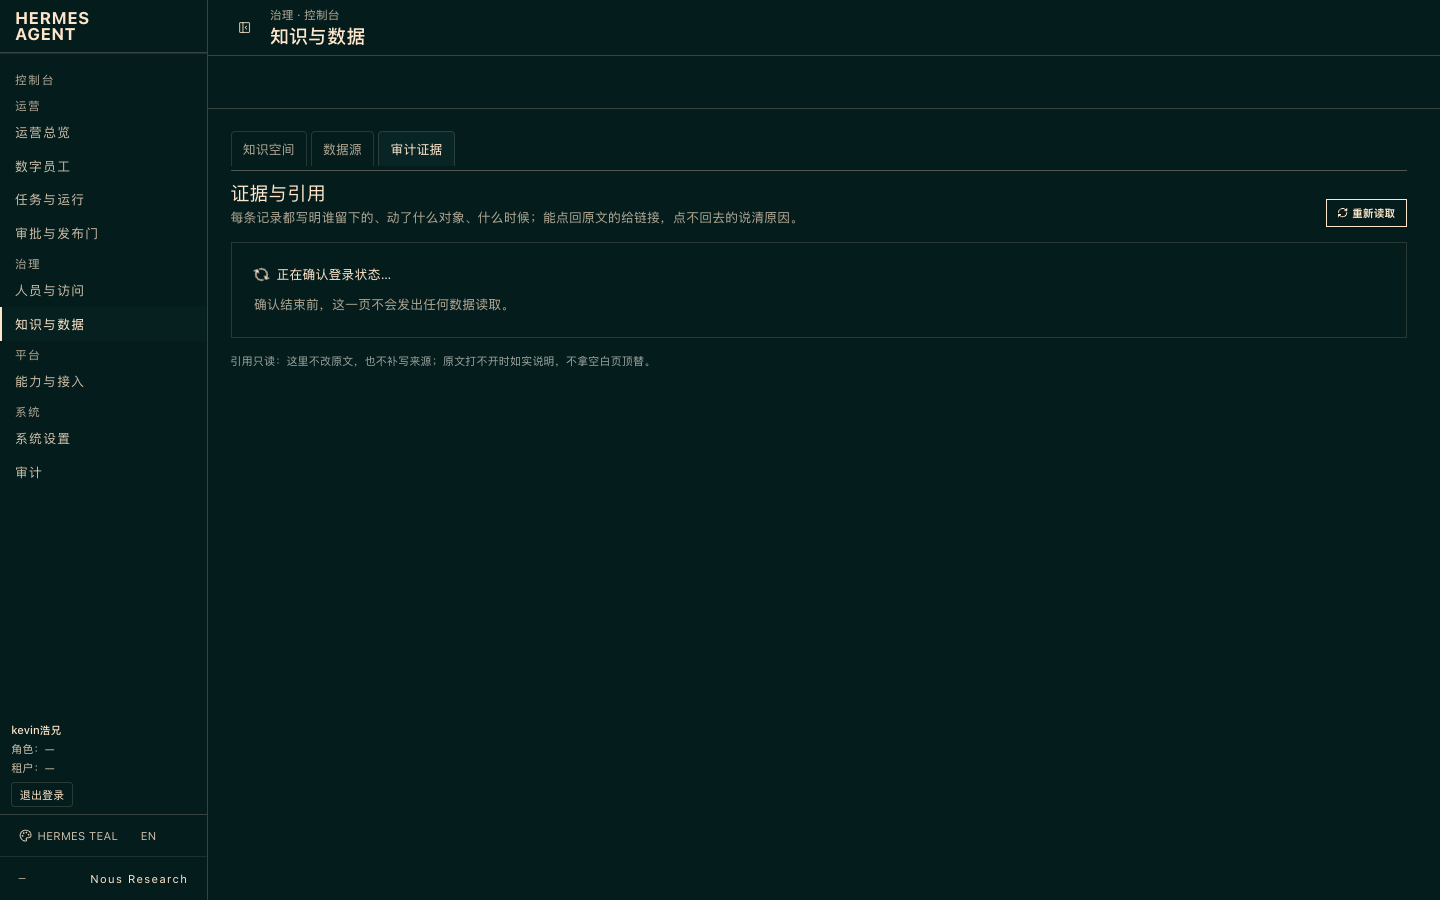 HERMES
AGENT
控制台
运营
运营总览
数字员工
任务与运行
审批与发布门
治理
人员与访问
知识与数据
平台
能力与接入
系统
系统设置
审计
kevin浩兄
角色：—
租户：—
退出登录
HERMES TEAL EN
— Nous Research
治理 · 控制台
知识与数据
知识空间 数据源 审计证据
证据与引用
每条记录都写明谁留下的、动了什么对象、什么时候；能点回原文的给链接，点不回去的说清原因。
重新读取
正在确认登录状态…
确认结束前，这一页不会发出任何数据读取。
引用只读：这里不改原文，也不补写来源；原文打不开时如实说明，不拿空白页顶替。